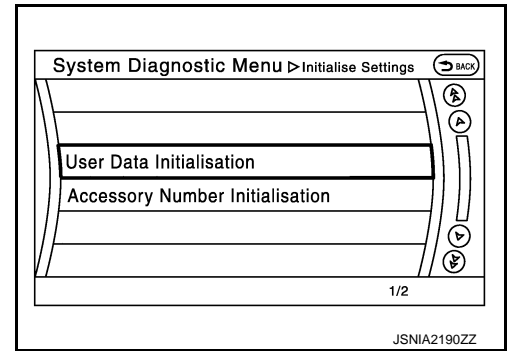 System Diagnostic Menu ▷Initialise Settings BACK
User Data Initialisation
Accessory Number Initialisation
1/2
JSNIA2190ZZ